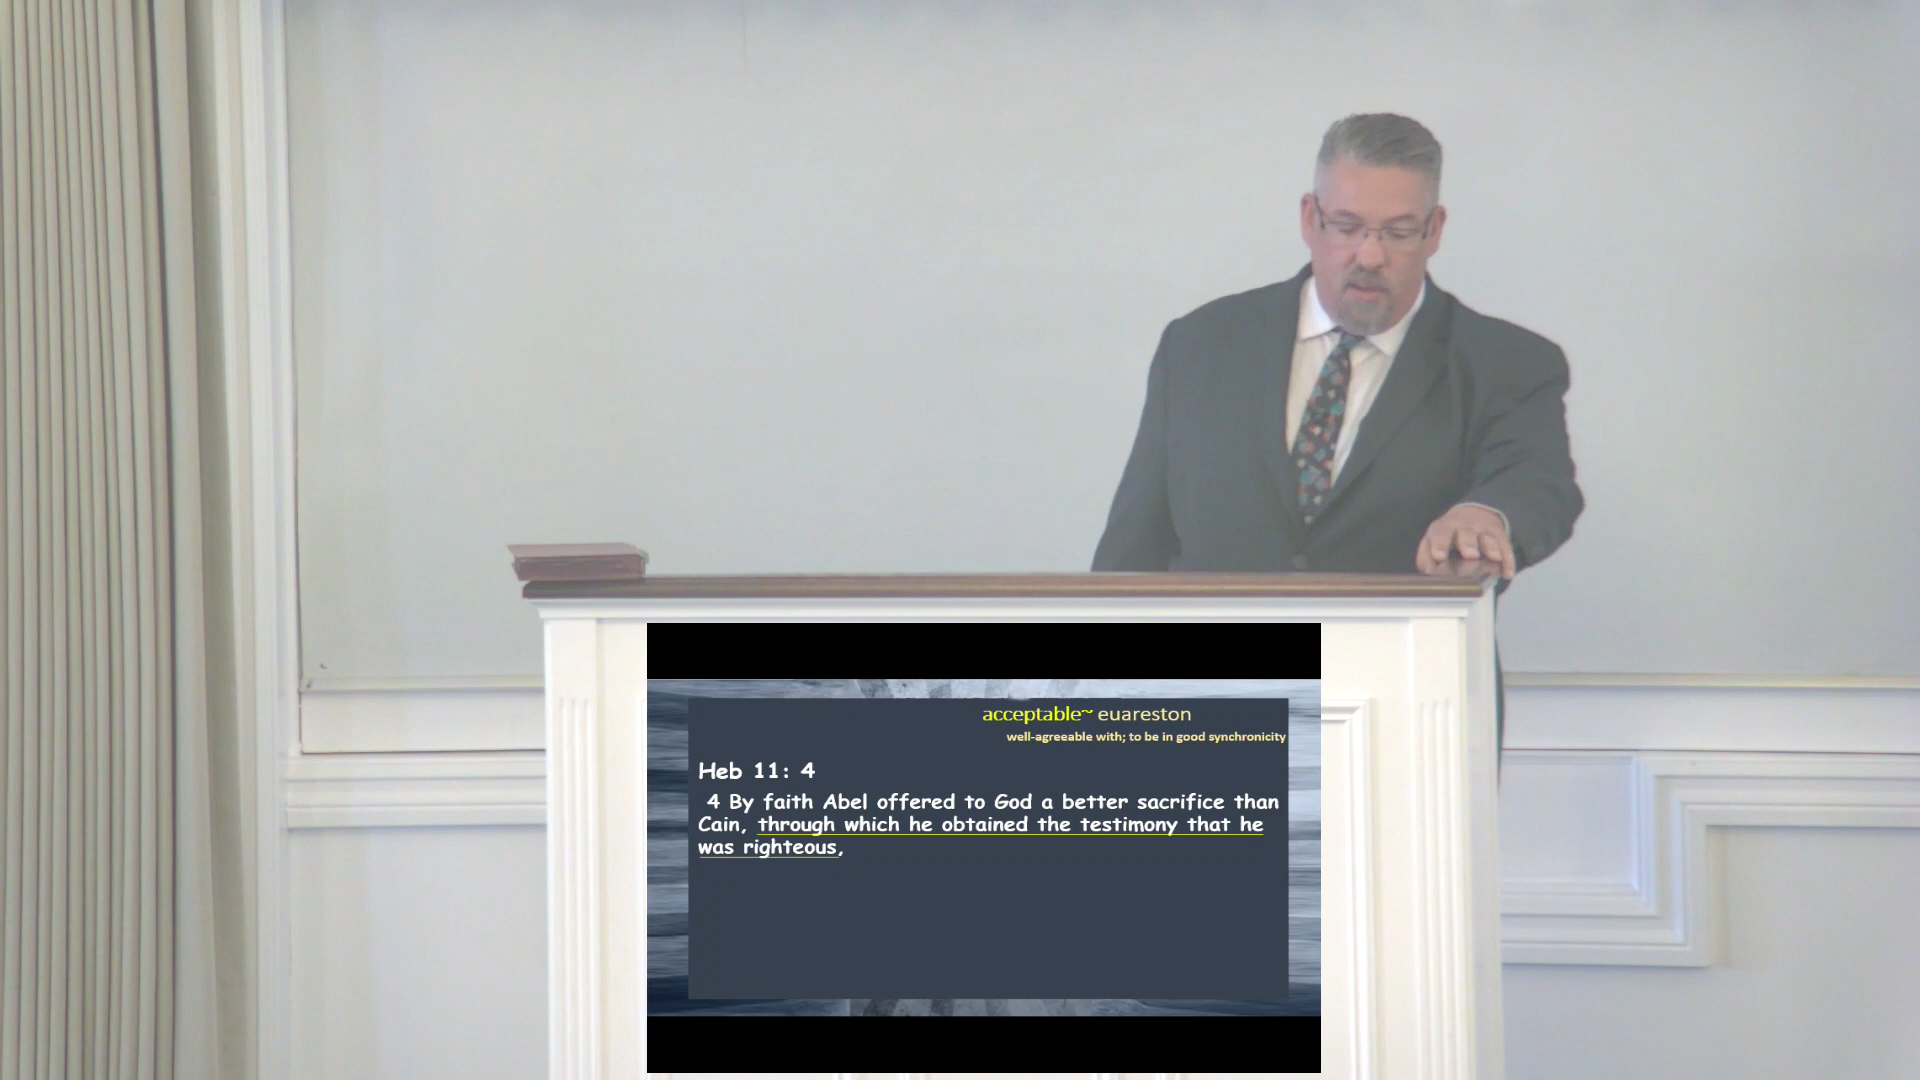 acceptable~ euareston
well-agreeable with; to be in good synchronicity
Heb 11: 4
4 By faith Abel offered to God a better sacrifice than
Cain, through which he obtained the testimony that he
was righteous,